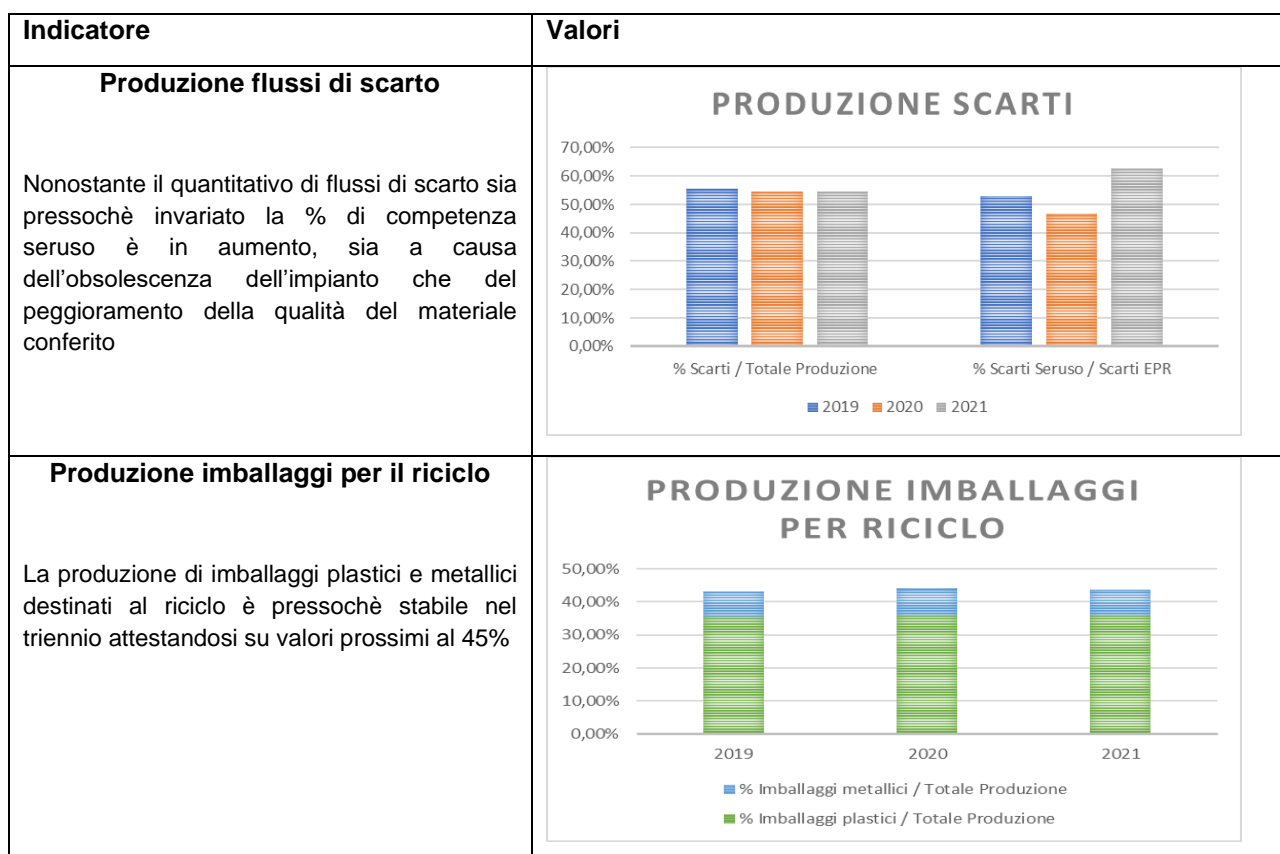 Indicatore
Valori
Produzione flussi di scarto
Nonostante il quantitativo di flussi di scarto sia
pressochè invariato la % di competenza
seruso è in aumento, sia a causa
dell'obsolescenza dell'impianto che del
peggioramento della qualità del materiale
conferito
PRODUZIONE SCARTI
70,00%
60,00%
50,00%
40,00%
30,00%
20,00%
10,00%
0,00%
% Scarti / Totale Produzione
% Scarti Seruso / Scarti EPR
2019 2020 2021
Produzione imballaggi per il riciclo
La produzione di imballaggi plastici e metallici
destinati al riciclo è pressochè stabile nel
triennio attestandosi su valori prossimi al 45%
PRODUZIONE IMBALLAGGI
PER RICICLO
50,00%
40,00%
30,00%
20,00%
10,00%
0,00%
2019 2020 2021
% Imballaggi metallici / Totale Produzione
% Imballaggi plastici / Totale Produzione